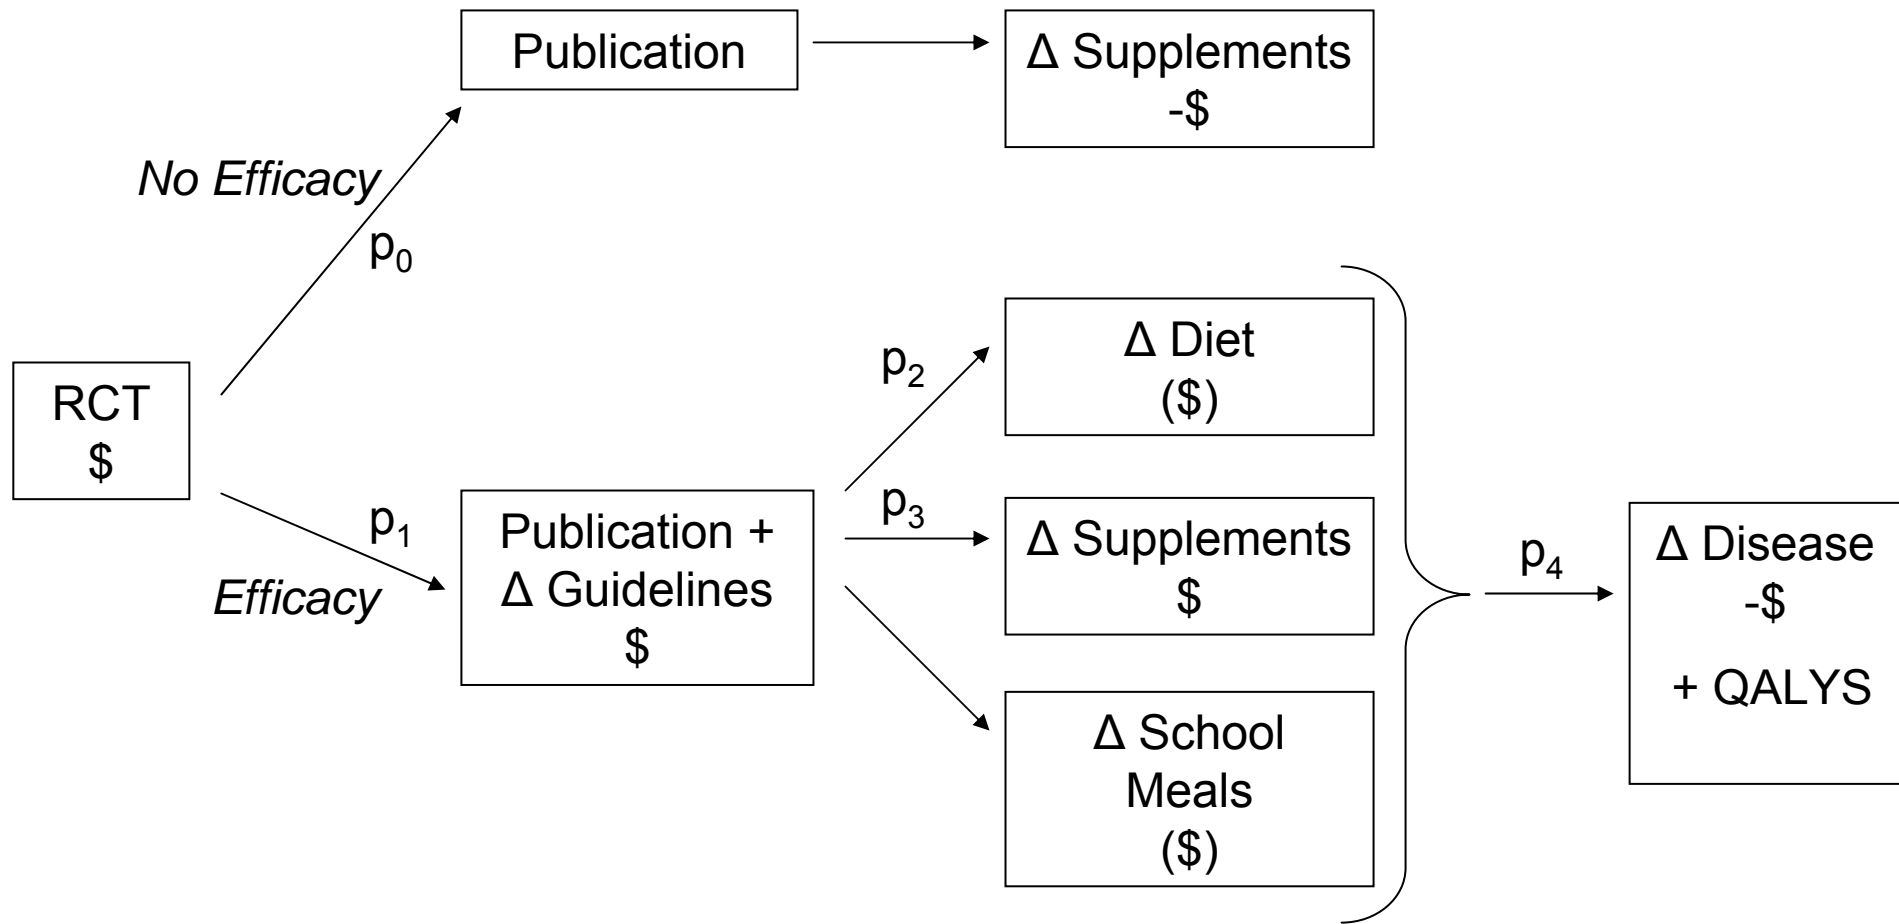 Publication
Δ Supplements
-$
No Efficacy
p₀
RCT
$
p₁
Efficacy
Publication +
Δ Guidelines
$
p₂
Δ Diet
($)
p₃
Δ Supplements
$
Δ School
Meals
($)
p₄
Δ Disease
-$
+ QALYS